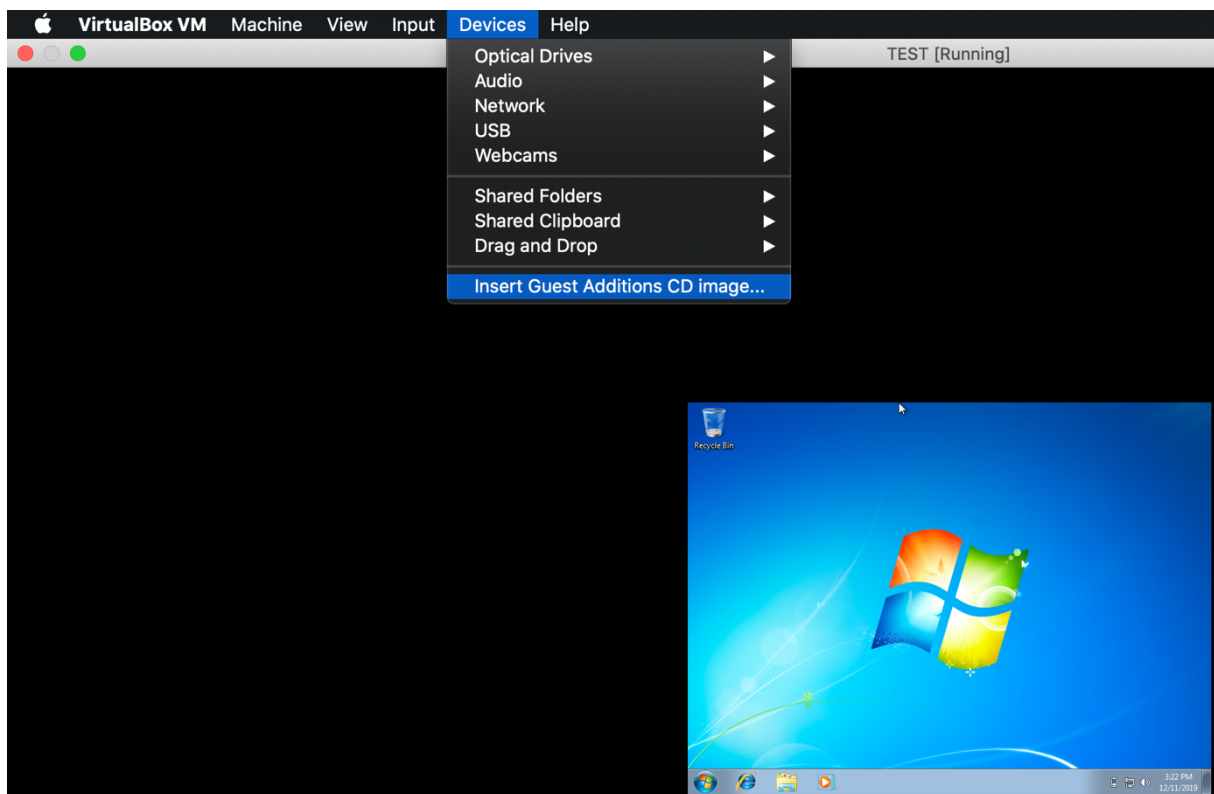 VirtualBox VM Machine View Input Devices Help
TEST [Running]
Optical Drives
Audio
Network
USB
Webcams
Shared Folders
Shared Clipboard
Drag and Drop
Insert Guest Additions CD image...
Recycle Bin
3:22 PM
12/11/2019